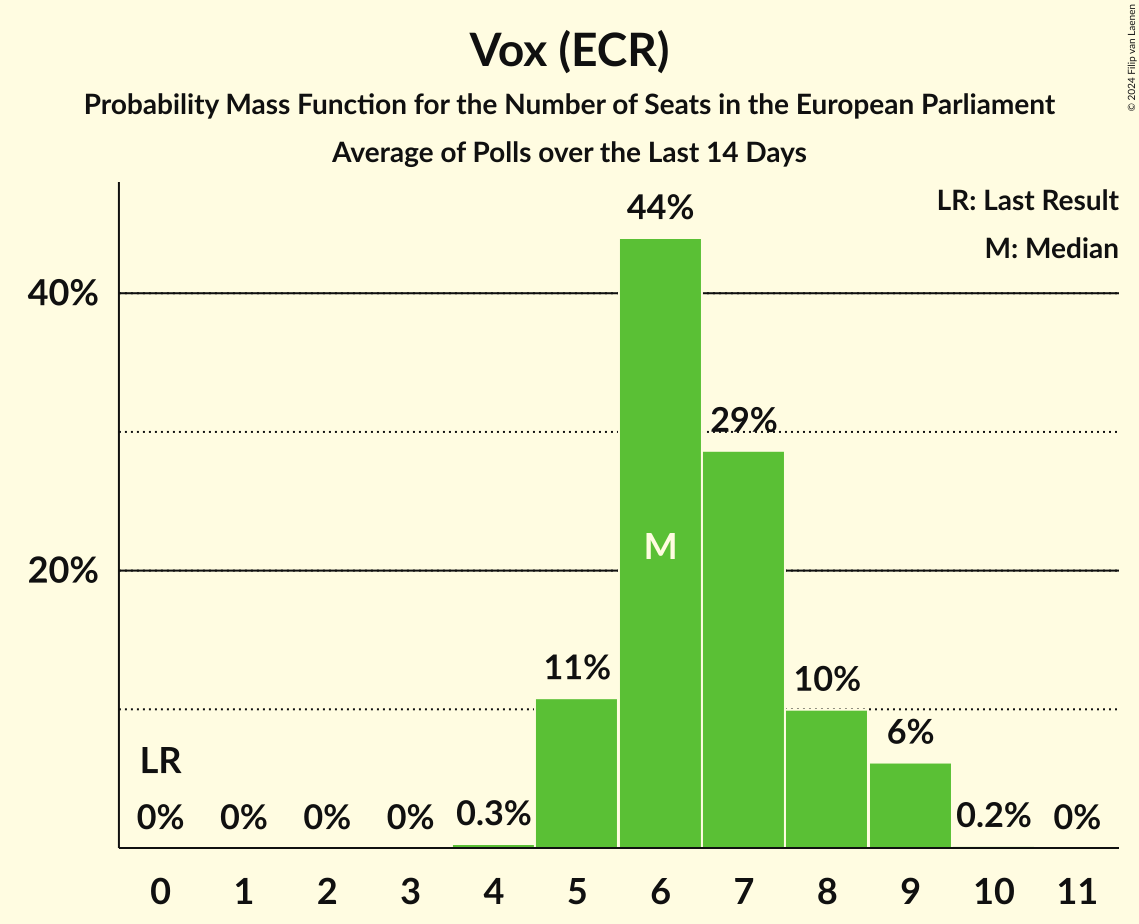 © 2024 Filip van Laenen
Vox (ECR)
Probability Mass Function for the Number of Seats in the European Parliament
Average of Polls over the Last 14 Days
LR: Last Result
M: Median
44%
40%
29%
M
20%
11%
10%
6%
LR
0% 0% 0% 0% 0.3% 0.2% 0%
0 1 2 3 4 5 6 7 8 9 10 11